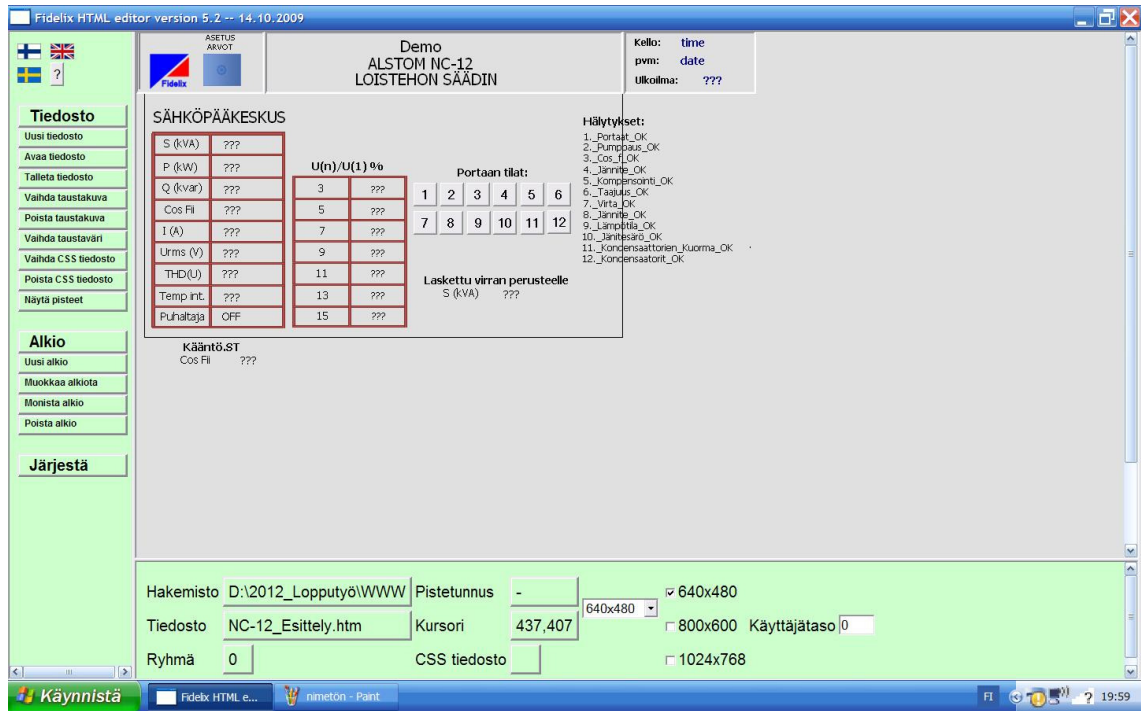 Fidelix HTML editor version 5.2 -- 14.10.2009
?
Tiedosto
Uusi tiedosto
Avaa tiedosto
Talleta tiedosto
Vaihda taustakuva
Poista taustakuva
Vaihda taustaväri
Vaihda CSS tiedosto
Poista CSS tiedosto
Näytä pisteet
Alkio
Uusi alkio
Muokkaa alkiota
Monista alkio
Poista alkio
Järjestä
Fidelix
ASETUS
ARVOT
Demo
ALSTOM NC-12
LOISTEHON SÄÄDIN
Kello: time
pvm: date
Ulkoilma: ???
SÄHKÖPÄÄKESKUS
S (kVA) ???
P (kW) ???
Q (kvar) ???
Cos Fii ???
I (A) ???
Urms (V) ???
THD(U) ???
Temp int. ???
Puhaltaja OFF
U(n)/U(1) %
3 ???
5 ???
7 ???
9 ???
11 ???
13 ???
15 ???
Portaan tilat:
1 2 3 4 5 6
7 8 9 10 11 12
Laskettu virran perusteelle
S (kVA) ???
Hälytykset:
1._Portaat_OK
2._Pumppaus_OK
3._Cos_f_OK
4._Jännite_OK
5._Kompensointi_OK
6._Taajuus_OK
7._Virta_OK
8._Jännite_OK
9._Lämpötila_OK
10._Jänitesärö_OK
11._Kondensaattorien_Kuorma_OK
12._Kondensaatorit_OK
Kääntö.ST
Cos Fii ???
Hakemisto D:\2012_Lopputyö\WWW Pistetunnus - 640x480 640x480
Tiedosto NC-12_Esittely.htm Kursori 437,407 800x600 Käyttäjätaso 0
Ryhmä 0 CSS tiedosto 1024x768
Käynnistä Fidelix HTML e... nimetön - Paint FI ? 19:59